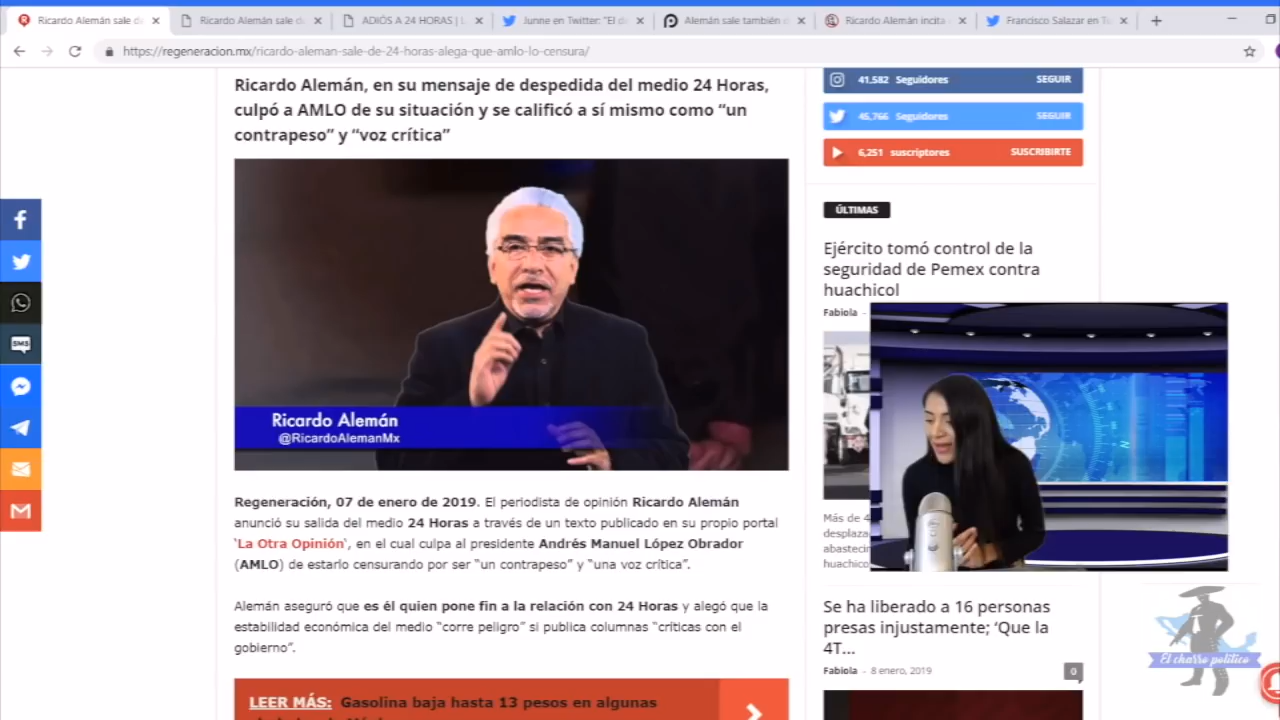 Ricardo Alemán sale de
Ricardo Alemán sale d
ADIÓS A 24 HORAS | L
Junne en Twitter: "El d
Alemán sale también d
Ricardo Alemán incita
Francisco Salazar en Tw
https://regeneracion.mx/ricardo-aleman-sale-de-24-horas-alega-que-amlo-lo-censura/
Ricardo Alemán, en su mensaje de despedida del medio 24 Horas,
culpó a AMLO de su situación y se calificó a sí mismo como “un
contrapeso” y “voz crítica”
Ricardo Alemán
@RicardoAlemanMx
Regeneración, 07 de enero de 2019. El periodista de opinión Ricardo Alemán
anunció su salida del medio 24 Horas a través de un texto publicado en su propio portal
‘La Otra Opinión‘, en el cual culpa al presidente Andrés Manuel López Obrador
(AMLO) de estarlo censurando por ser “un contrapeso” y “una voz crítica”.
Alemán aseguró que es él quien pone fin a la relación con 24 Horas y alegó que la
estabilidad económica del medio “corre peligro” si publica columnas “críticas con el
gobierno”.
LEER MÁS: Gasolina baja hasta 13 pesos en algunas
SMS
41,582 Seguidores SEGUIR
45,766 Seguidores SEGUIR
6,251 suscriptores SUSCRIBIRTE
ÚLTIMAS
Ejército tomó control de la
seguridad de Pemex contra
huachicol
Fabiola -
Más de 4
desplaza
abastecin
huachico
Se ha liberado a 16 personas
presas injustamente; ‘Que la
4T...
Fabiola - 8 enero, 2019
0
El charro político